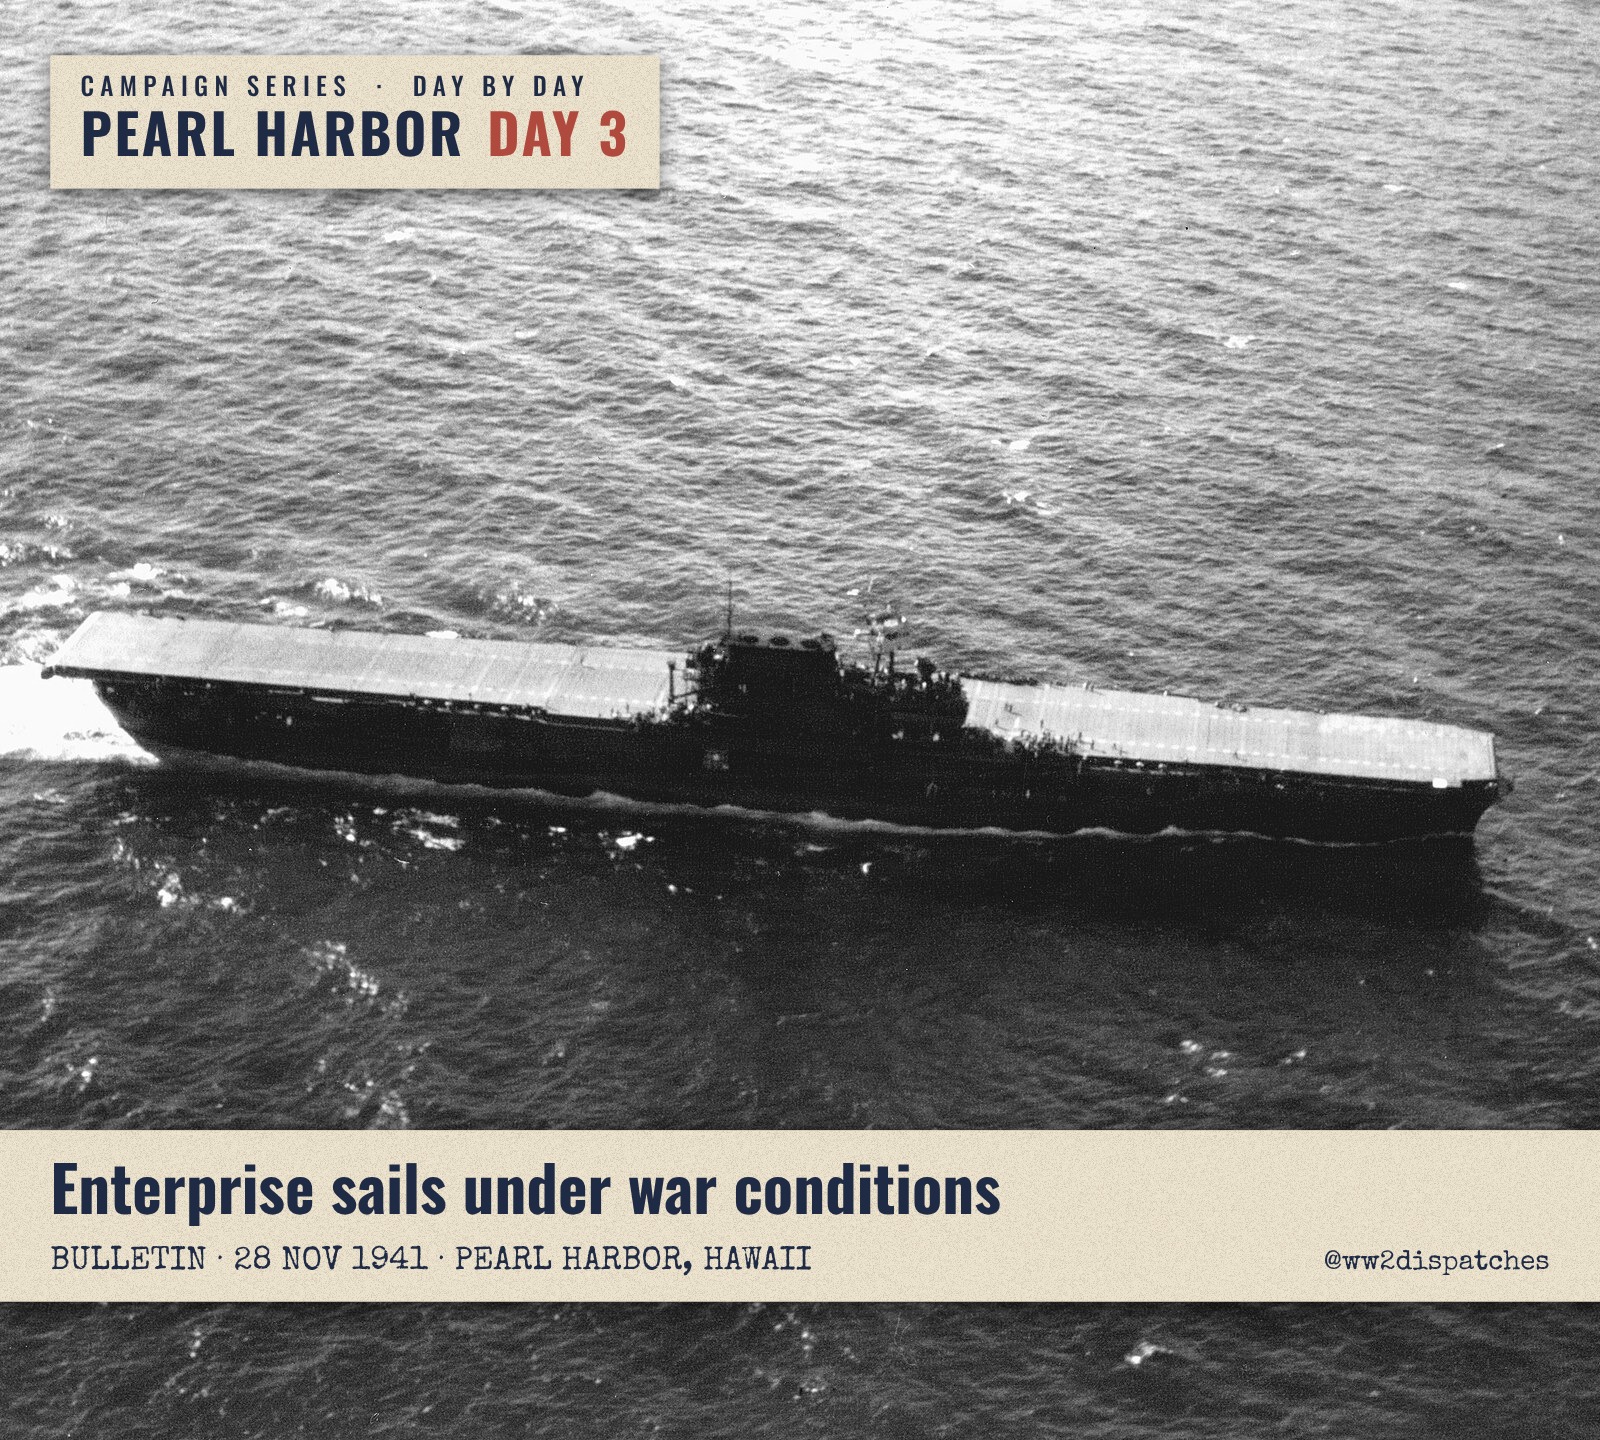 CAMPAIGN SERIES · DAY BY DAY
PEARL HARBOR DAY 3
Enterprise sails under war conditions
BULLETIN · 28 NOV 1941 · PEARL HARBOR, HAWAII
@ww2dispatches